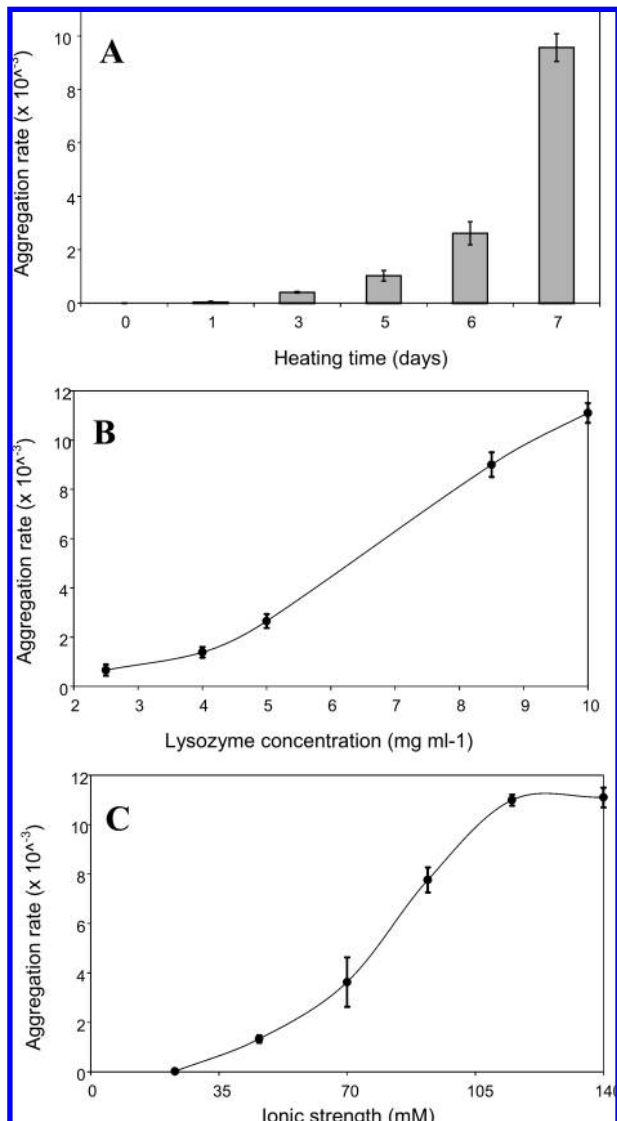 A
Aggregation rate (x 10^-3)
10
8
6
4
2
0
0 1 3 5 6 7
Heating time (days)
B
Aggregation rate (x 10^-3)
12
10
8
6
4
2
0
2 3 4 5 6 7 8 9 10
Lysozyme concentration (mg ml-1)
C
Aggregation rate (x 10^-3)
12
10
8
6
4
2
0
0 35 70 105 140
Ionic strength (mM)